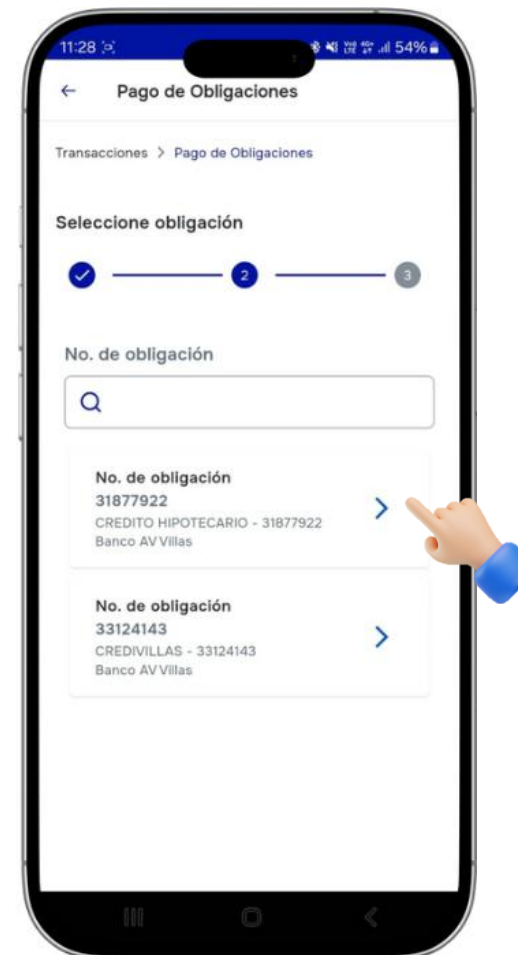 11:28
54%
Pago de Obligaciones
Transacciones > Pago de Obligaciones
Seleccione obligación
2
3
No. de obligación
No. de obligación
31877922
CREDITO HIPOTECARIO - 31877922
Banco AV Villas
No. de obligación
33124143
CREDIVILLAS - 33124143
Banco AV Villas